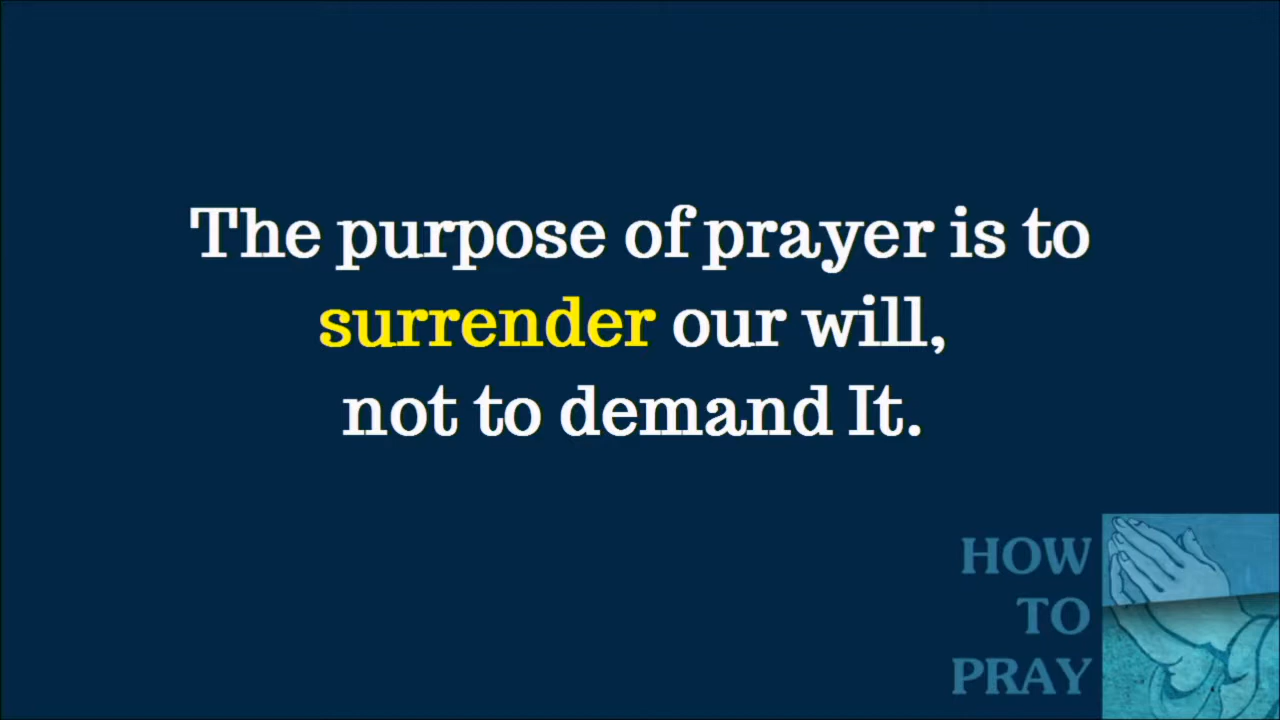 The purpose of prayer is to
surrender our will,
not to demand It.
HOW
TO
PRAY